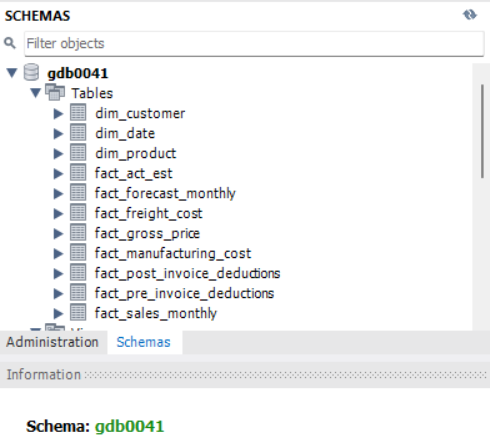 SCHEMAS
Filter objects
gdb0041
Tables
dim_customer
dim_date
dim_product
fact_act_est
fact_forecast_monthly
fact_freight_cost
fact_gross_price
fact_manufacturing_cost
fact_post_invoice_deductions
fact_pre_invoice_deductions
fact_sales_monthly
Administration Schemas
Information
Schema: gdb0041